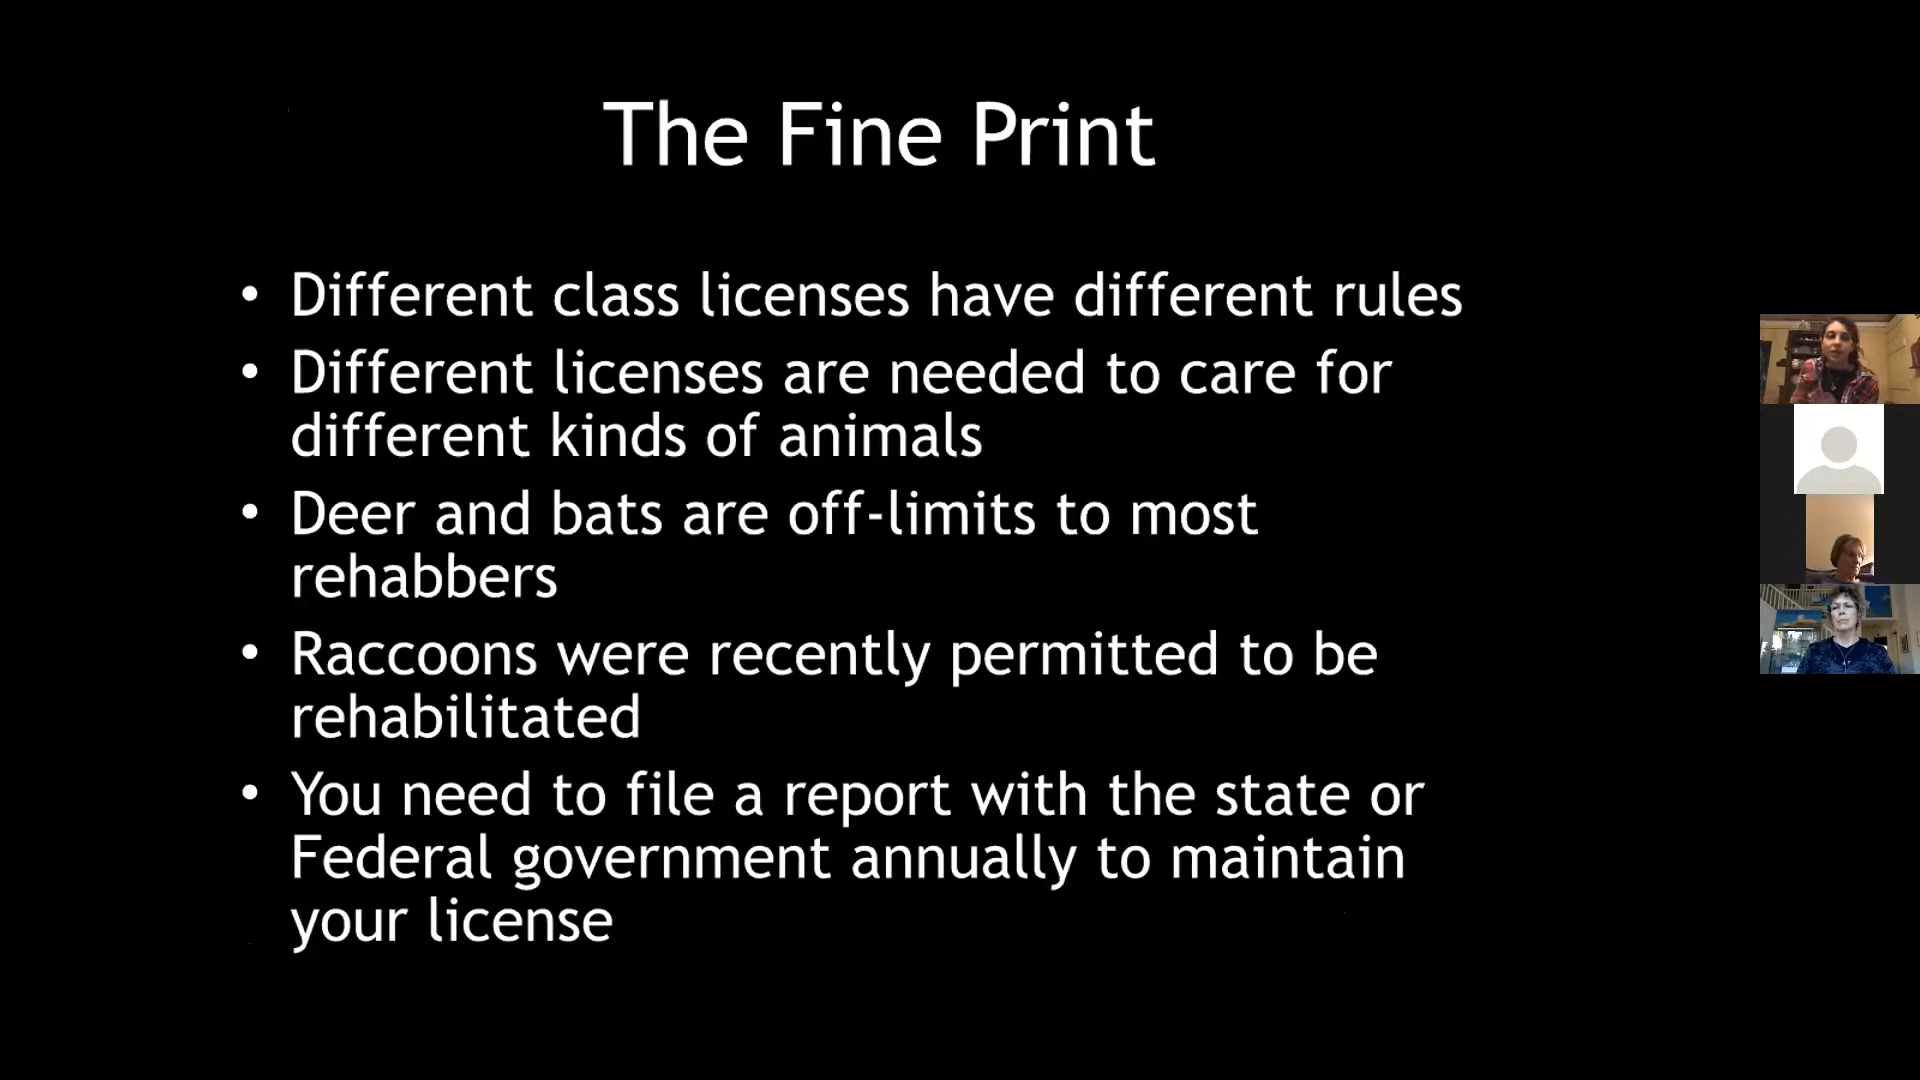 The Fine Print
• Different class licenses have different rules
• Different licenses are needed to care for
different kinds of animals
• Deer and bats are off-limits to most
rehabbers
• Raccoons were recently permitted to be
rehabilitated
• You need to file a report with the state or
Federal government annually to maintain
your license